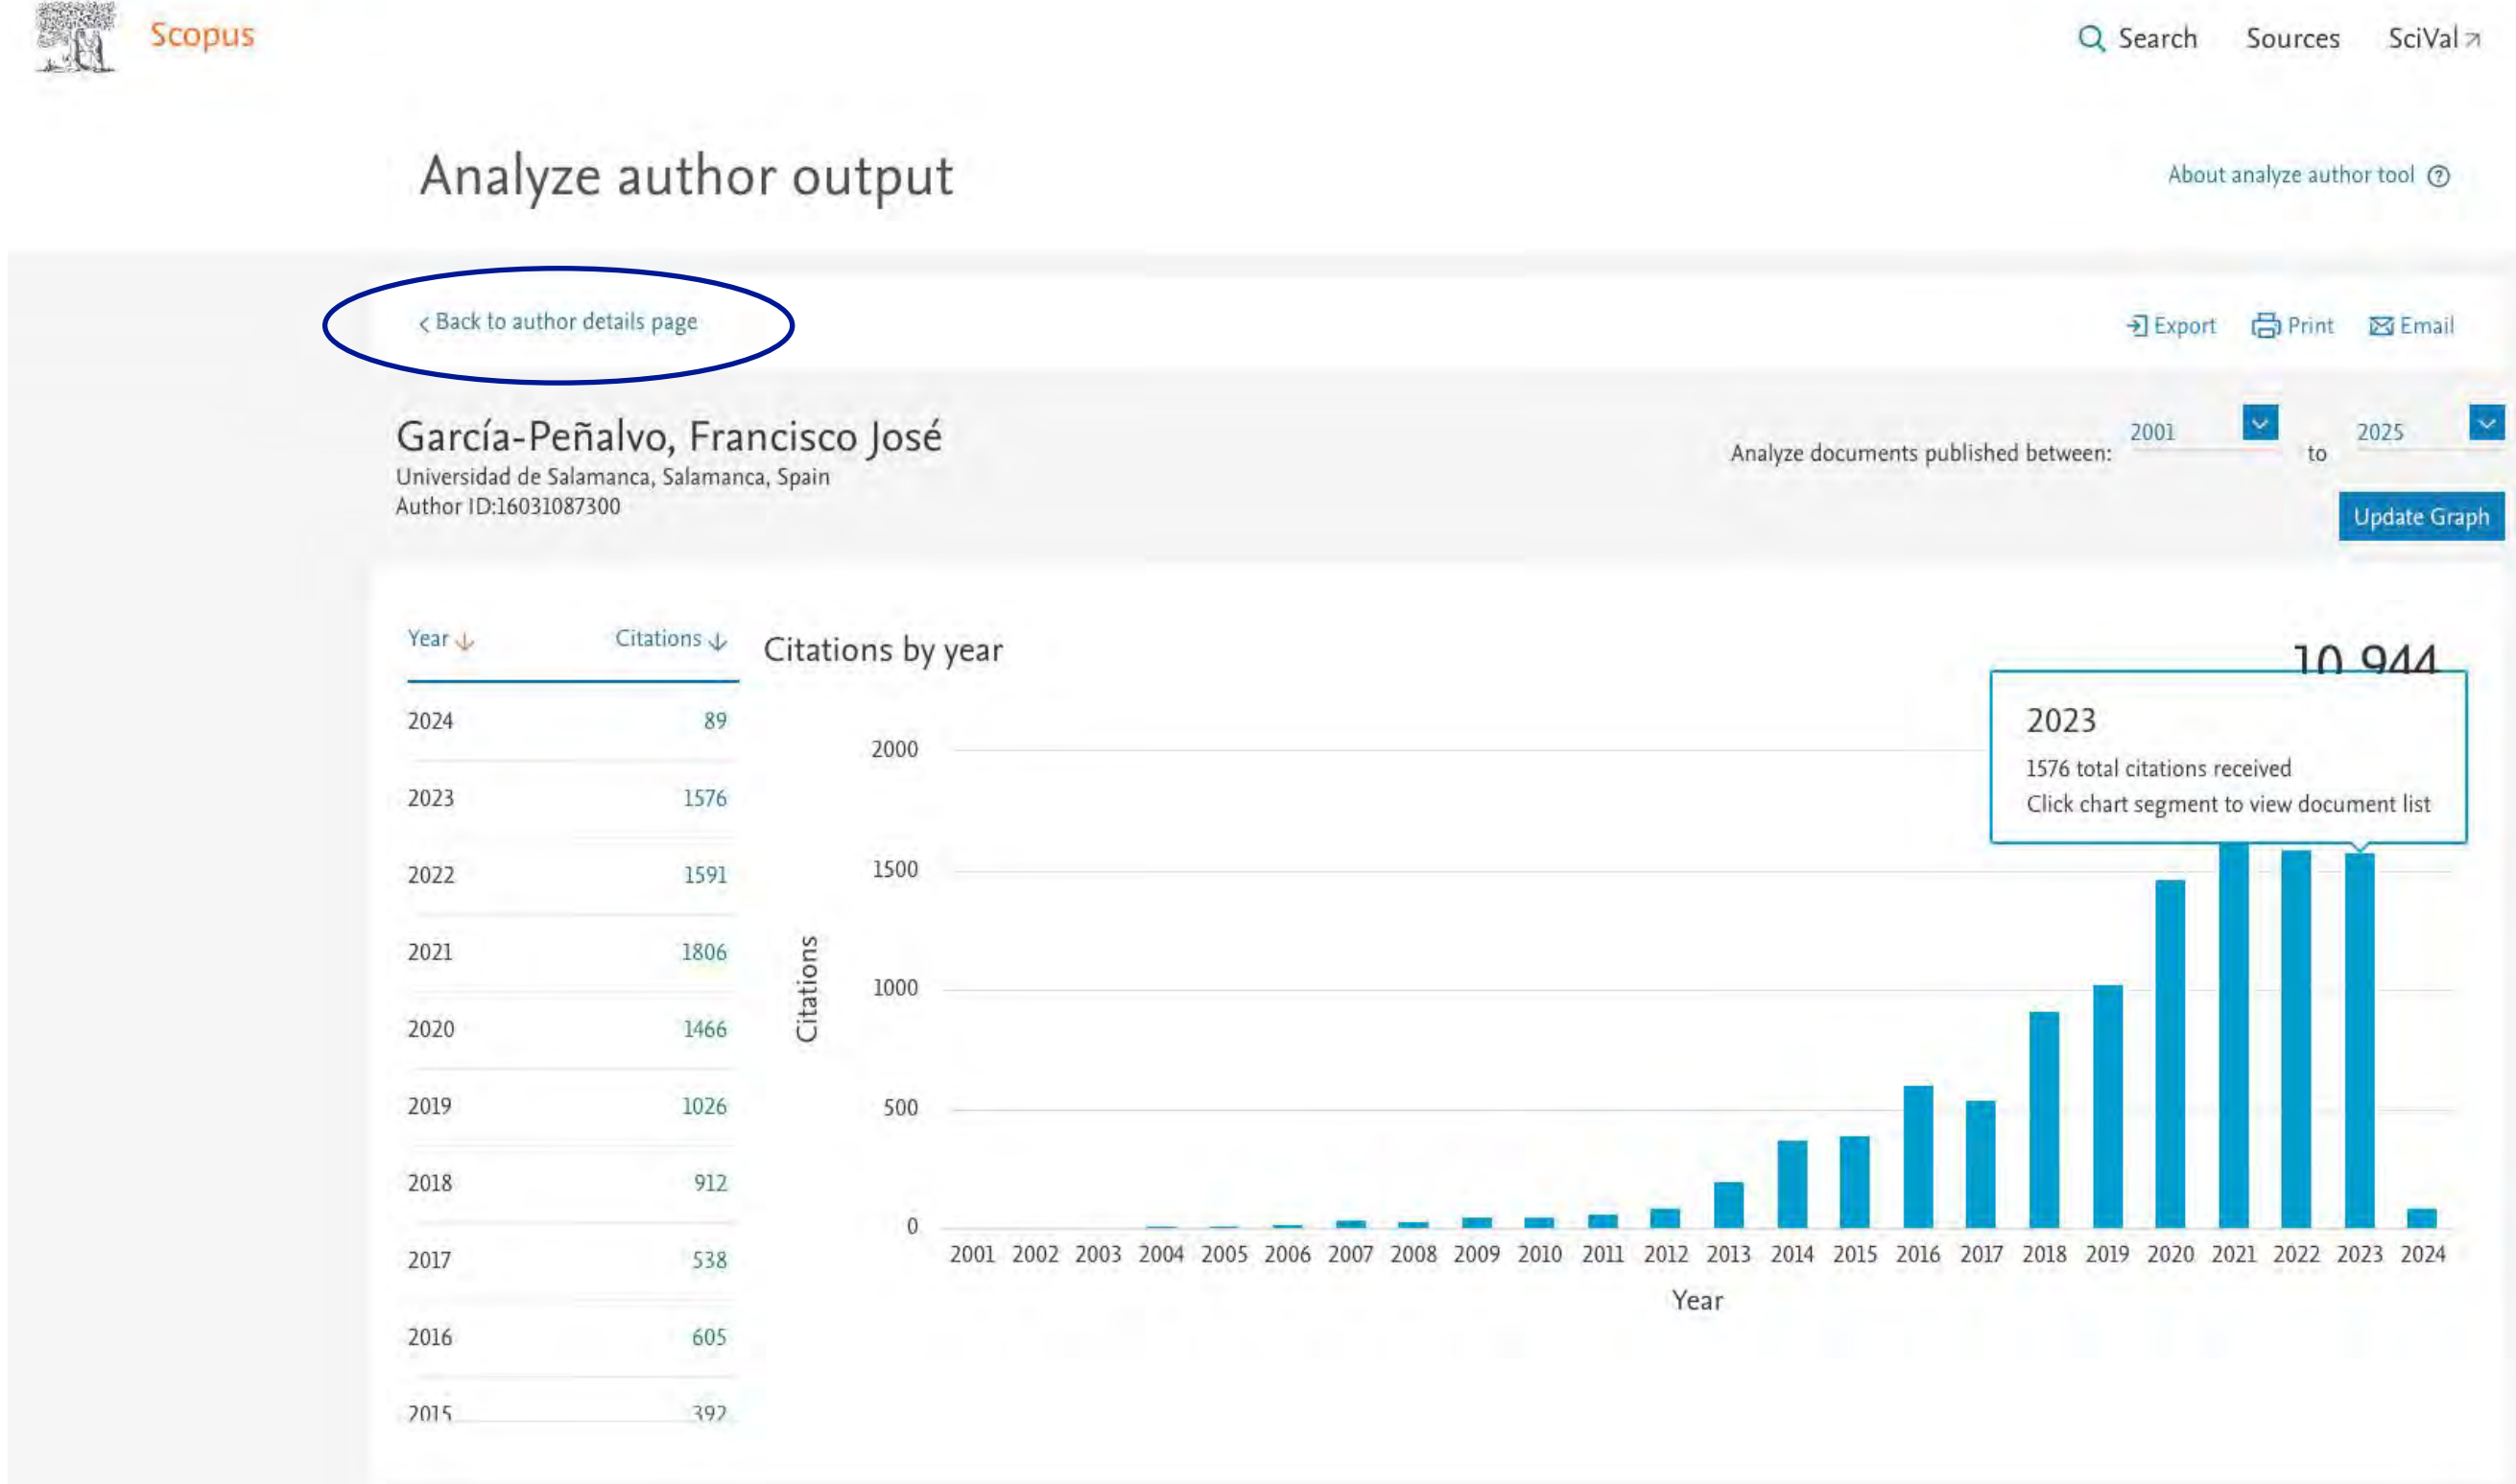 Scopus
Search Sources SciVal
Analyze author output
About analyze author tool
Back to author details page
Export Print Email
García-Peñalvo, Francisco José
Universidad de Salamanca, Salamanca, Spain
Author ID:16031087300
Analyze documents published between: 2001 to 2025
Update Graph
Year Citations
2024 89
2023 1576
2022 1591
2021 1806
2020 1466
2019 1026
2018 912
2017 538
2016 605
2015 392
Citations by year
10 944
2023
1576 total citations received
Click chart segment to view document list
2000
1500
1000
500
0
Citations
2001 2002 2003 2004 2005 2006 2007 2008 2009 2010 2011 2012 2013 2014 2015 2016 2017 2018 2019 2020 2021 2022 2023 2024
Year